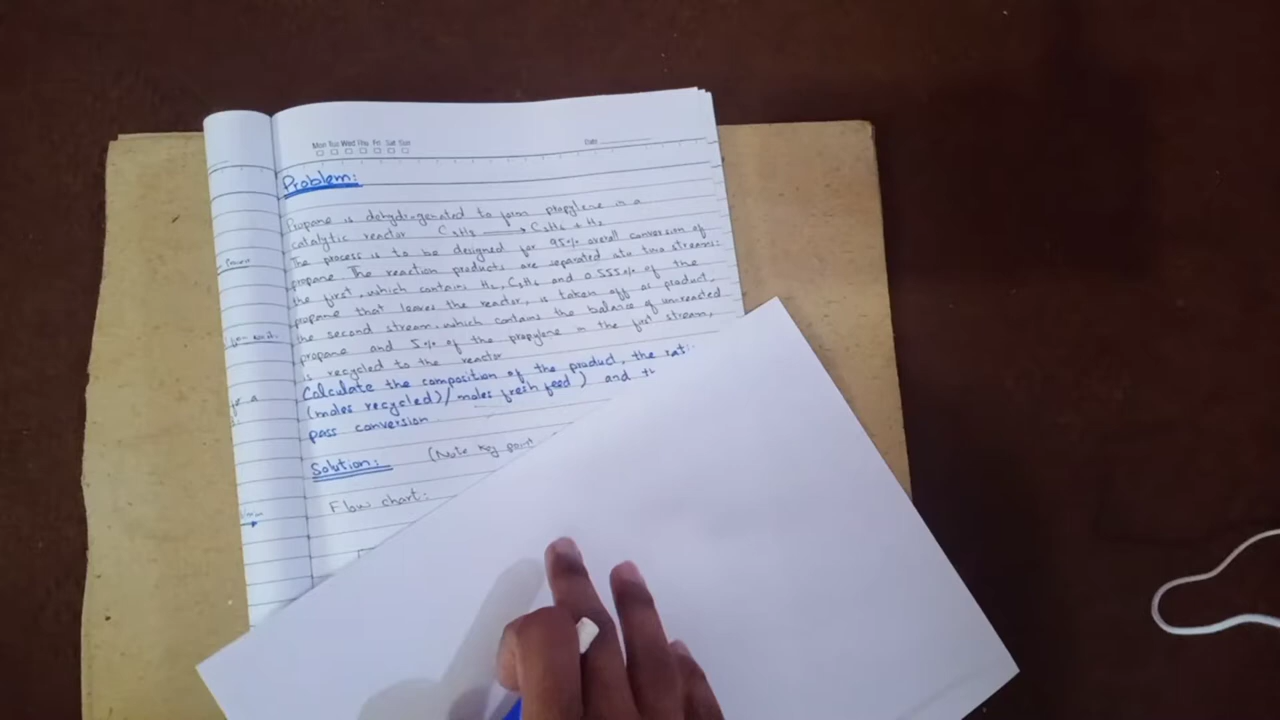 Mon Tue Wed Thu Fri Sat Sun
Date
Problem:
Propane is dehydrogenated to form propylene in a
catalytic reactor C3H8 → C3H6 + H2
The process is to be designed for 95% overall conversion of
propane. The reaction products are separated into two streams:
the first, which contains H2, C3H6 and 0.555% of the
propane that leaves the reactor, is taken off as product.
the second stream, which contains the balance of unreacted
propane and 5% of the propylene in the first stream,
is recycled to the reactor
Calculate the composition of the product, the
(moles recycled)/moles fresh feed) and
pass conversion
Solution: (Note key
Flow chart: